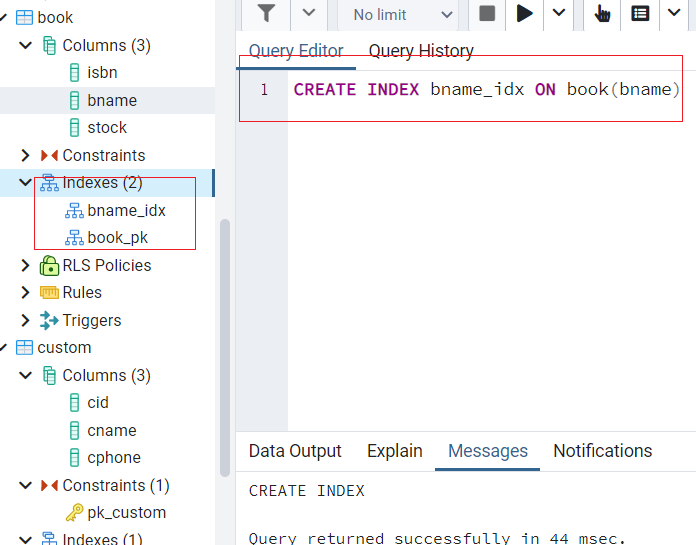 book
Columns (3)
isbn
bname
stock
Constraints
Indexes (2)
bname_idx
book_pk
RLS Policies
Rules
Triggers
custom
Columns (3)
cid
cname
cphone
Constraints (1)
pk_custom
Indexes (1)
No limit
Query Editor Query History
1 CREATE INDEX bname_idx ON book(bname)
Data Output Explain Messages Notifications
CREATE INDEX
Query returned successfully in 44 msec.